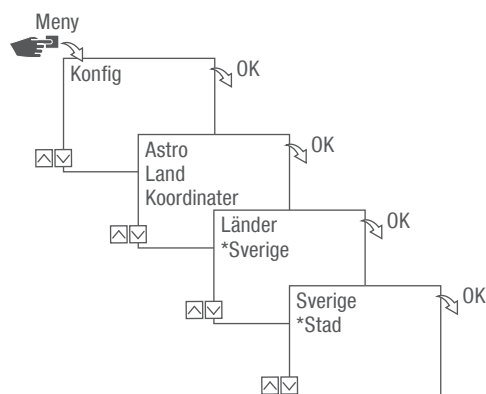 Meny
Konfig
OK
Astro
Land
Koordinater
OK
Länder
*Sverige
OK
Sverige
*Stad
OK